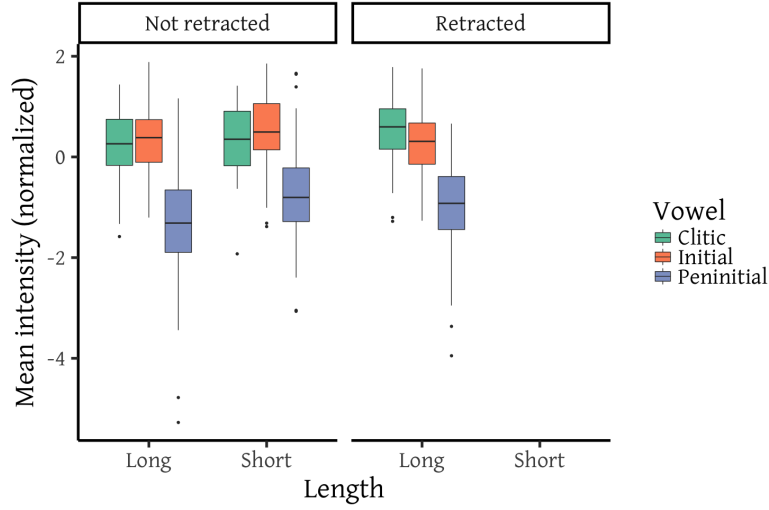 Not retracted
Retracted
Mean intensity (normalized)
2
0
-2
-4
Long
Short
Long
Short
Length
Vowel
Clitic
Initial
Peninitial